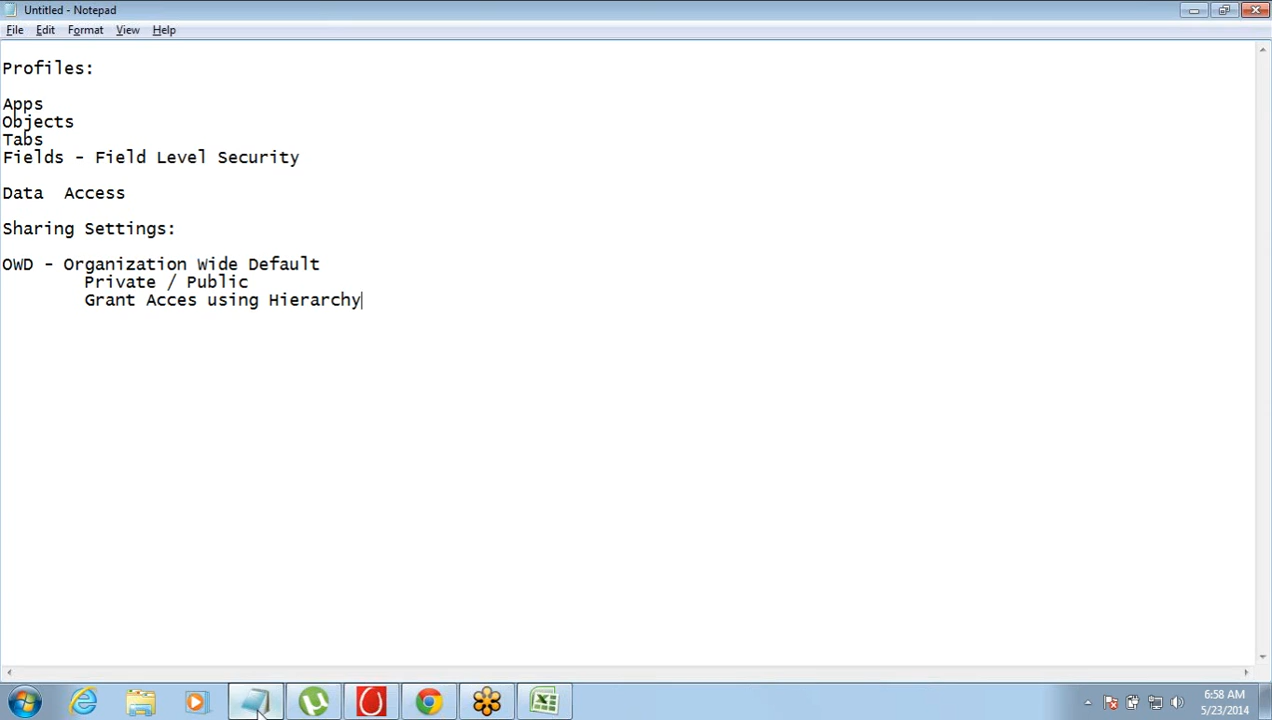 Untitled - Notepad
File Edit Format View Help
Profiles:
Apps
Objects
Tabs
Fields - Field Level Security
Data  Access
Sharing Settings:
OWD - Organization Wide Default
Private / Public
Grant Acces using Hierarchy
6:58 AM
5/23/2014